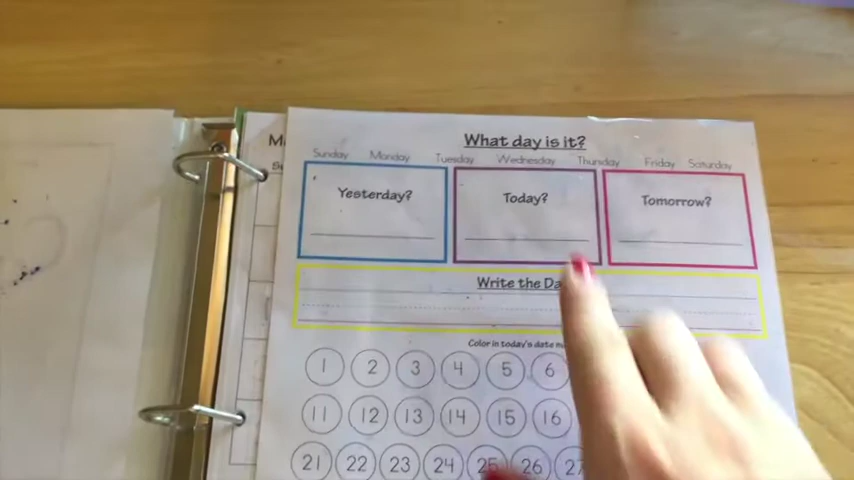 What day is it?
Sunday Monday Tuesday Wednesday Thursday Friday Saturday
Yesterday? Today? Tomorrow?
Write the
Color in today's date
1 2 3 4 5 6
11 12 13 14 15 16
21 22 23 24 25 26 27